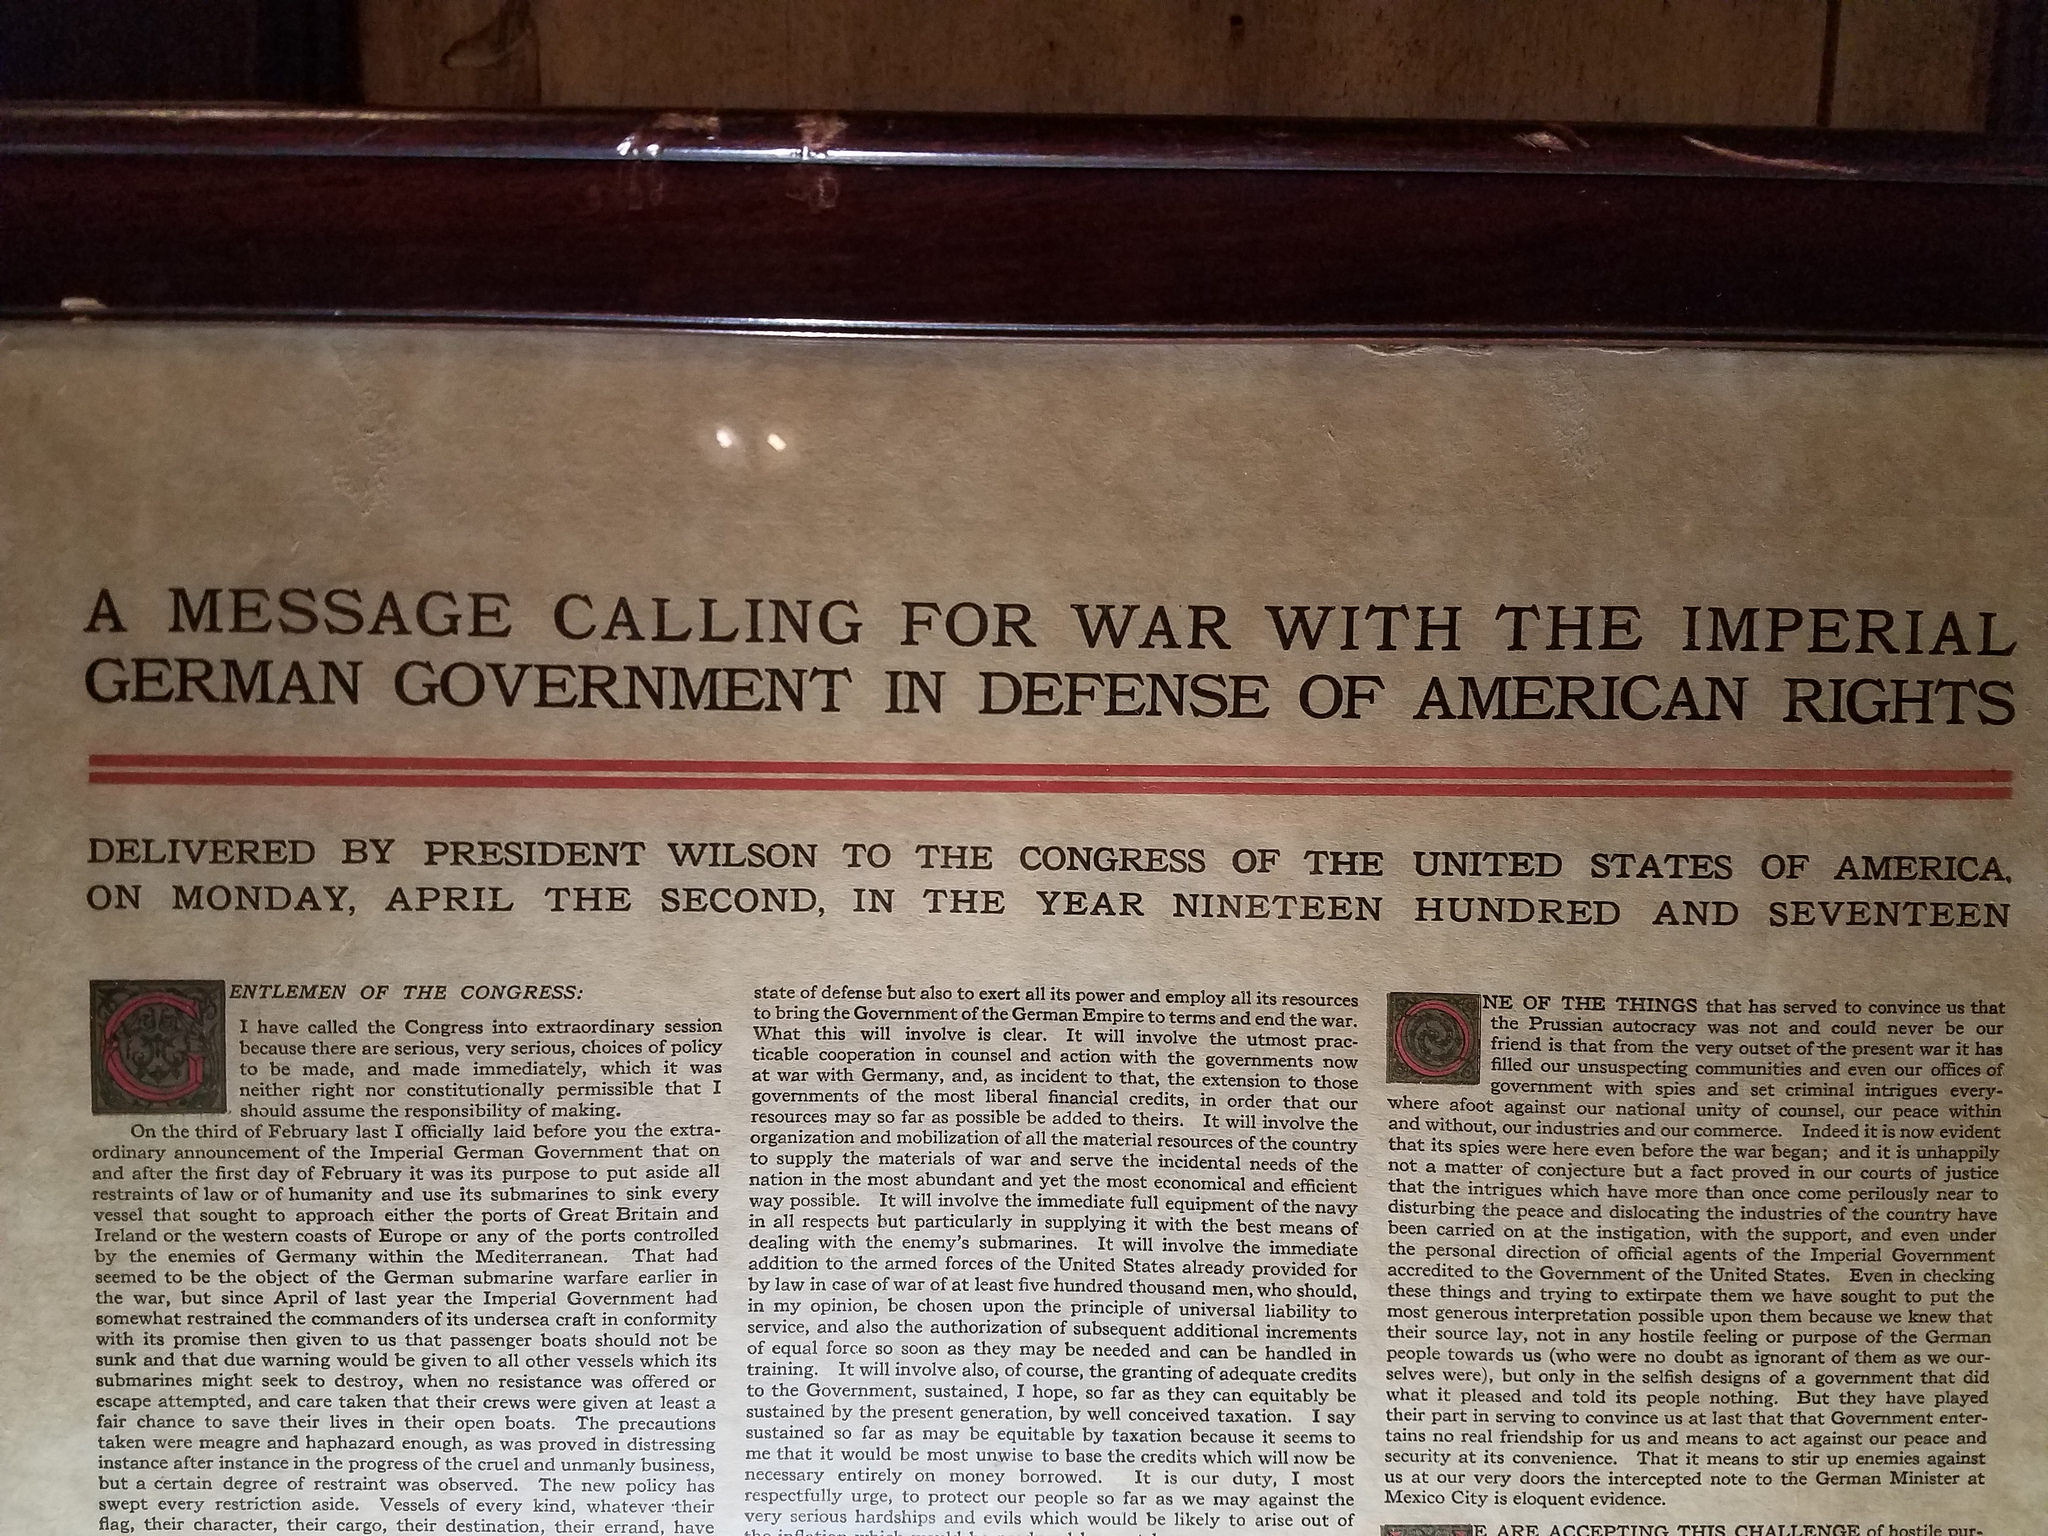 A MESSAGE CALLING FOR WAR WITH THE IMPERIAL
GERMAN GOVERNMENT IN DEFENSE OF AMERICAN RIGHTS
DELIVERED BY PRESIDENT WILSON TO THE CONGRESS OF THE UNITED STATES OF AMERICA,
ON MONDAY, APRIL THE SECOND, IN THE YEAR NINETEEN HUNDRED AND SEVENTEEN
GENTLEMEN OF THE CONGRESS:
I have called the Congress into extraordinary session
because there are serious, very serious, choices of policy
to be made, and made immediately, which it was
neither right nor constitutionally permissible that I
should assume the responsibility of making.
On the third of February last I officially laid before you the extra-
ordinary announcement of the Imperial German Government that on
and after the first day of February it was its purpose to put aside all
restraints of law or of humanity and use its submarines to sink every
vessel that sought to approach either the ports of Great Britain and
Ireland or the western coasts of Europe or any of the ports controlled
by the enemies of Germany within the Mediterranean. That had
seemed to be the object of the German submarine warfare earlier in
the war, but since April of last year the Imperial Government had
somewhat restrained the commanders of its undersea craft in conformity
with its promise then given to us that passenger boats should not be
sunk and that due warning would be given to all other vessels which its
submarines might seek to destroy, when no resistance was offered or
escape attempted, and care taken that their crews were given at least a
fair chance to save their lives in their open boats. The precautions
taken were meagre and haphazard enough, as was proved in distressing
instance after instance in the progress of the cruel and unmanly business,
but a certain degree of restraint was observed. The new policy has
swept every restriction aside. Vessels of every kind, whatever their
flag, their character, their cargo, their destination, their errand, have
state of defense but also to exert all its power and employ all its resources
to bring the Government of the German Empire to terms and end the war.
What this will involve is clear. It will involve the utmost prac-
ticable cooperation in counsel and action with the governments now
at war with Germany, and, as incident to that, the extension to those
governments of the most liberal financial credits, in order that our
resources may so far as possible be added to theirs. It will involve the
organization and mobilization of all the material resources of the country
to supply the materials of war and serve the incidental needs of the
nation in the most abundant and yet the most economical and efficient
way possible. It will involve the immediate full equipment of the navy
in all respects but particularly in supplying it with the best means of
dealing with the enemy's submarines. It will involve the immediate
addition to the armed forces of the United States already provided for
by law in case of war of at least five hundred thousand men, who should,
in my opinion, be chosen upon the principle of universal liability to
service, and also the authorization of subsequent additional increments
of equal force so soon as they may be needed and can be handled in
training. It will involve also, of course, the granting of adequate credits
to the Government, sustained, I hope, so far as they can equitably be
sustained by the present generation, by well conceived taxation. I say
sustained so far as may be equitable by taxation because it seems to
me that it would be most unwise to base the credits which will now be
necessary entirely on money borrowed. It is our duty, I most
respectfully urge, to protect our people so far as we may against the
very serious hardships and evils which would be likely to arise out of
ONE OF THE THINGS that has served to convince us that
the Prussian autocracy was not and could never be our
friend is that from the very outset of the present war it has
filled our unsuspecting communities and even our offices of
government with spies and set criminal intrigues every-
where afoot against our national unity of counsel, our peace within
and without, our industries and our commerce. Indeed it is now evident
that its spies were here even before the war began; and it is unhappily
not a matter of conjecture but a fact proved in our courts of justice
that the intrigues which have more than once come perilously near to
disturbing the peace and dislocating the industries of the country have
been carried on at the instigation, with the support, and even under
the personal direction of official agents of the Imperial Government
accredited to the Government of the United States. Even in checking
these things and trying to extirpate them we have sought to put the
most generous interpretation possible upon them because we knew that
their source lay, not in any hostile feeling or purpose of the German
people towards us (who were no doubt as ignorant of them as we our-
selves were), but only in the selfish designs of a government that did
what it pleased and told its people nothing. But they have played
their part in serving to convince us at last that that Government enter-
tains no real friendship for us and means to act against our peace and
security at its convenience. That it means to stir up enemies against
us at our very doors the intercepted note to the German Minister at
Mexico City is eloquent evidence.
E ARE ACCEPTING THIS CHALLENGE of hostile pur-